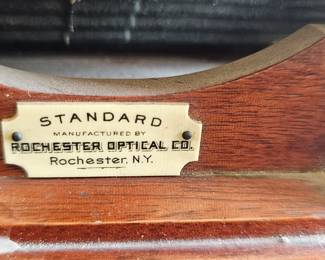 STANDARD
MANUFACTURED BY
ROCHESTER OPTICAL CO.
Rochester, N.Y.